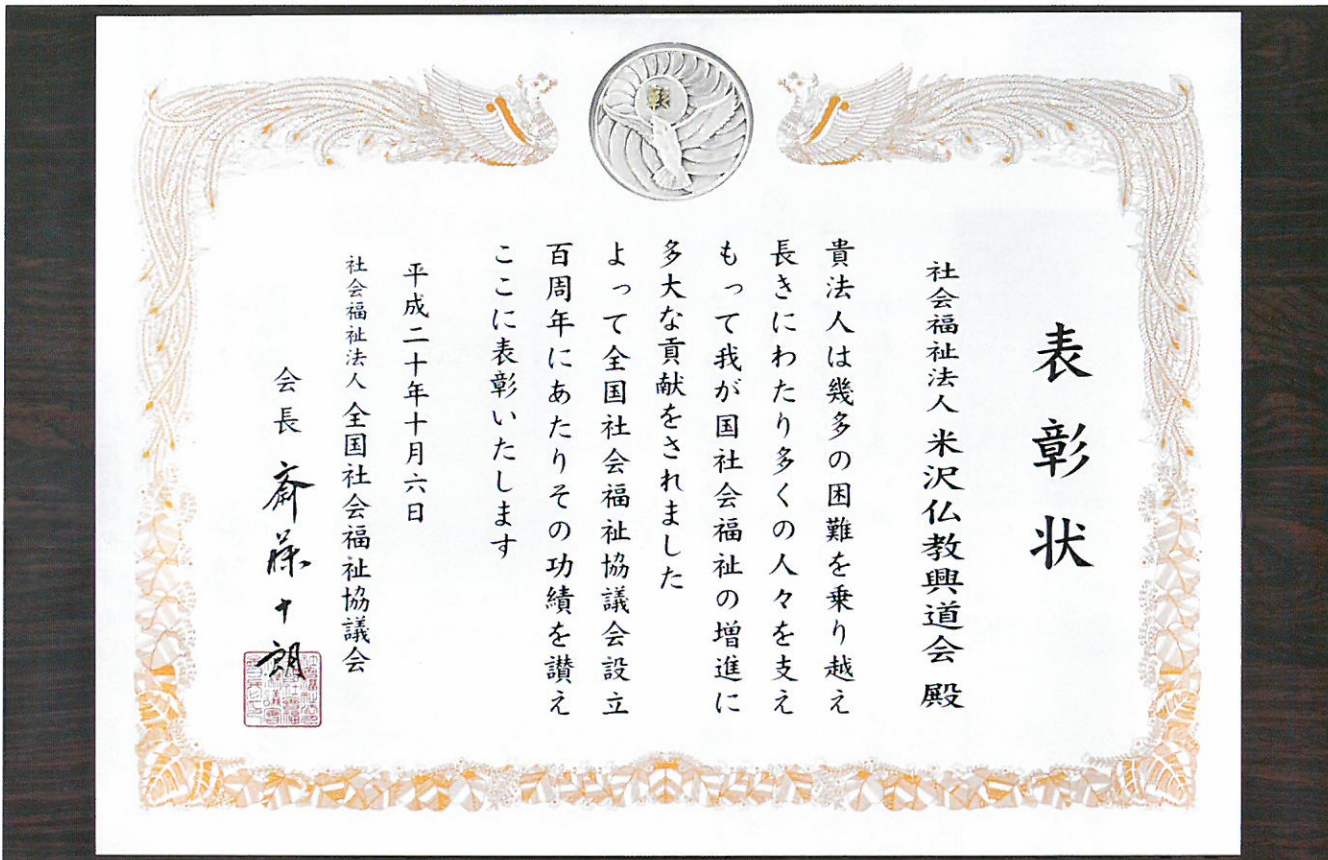 彰
表彰状
社会福祉法人 米沢仏教興道会 殿
貴法人は幾多の困難を乗り越え
長きにわたり多くの人々を支え
もって我が国社会福祉の増進に
多大な貢献をされました
よって全国社会福祉協議会設立
百周年にあたりその功績を讃え
ここに表彰いたします
平成二十年十月六日
社会福祉法人 全国社会福祉協議会
会長 斎藤十朗